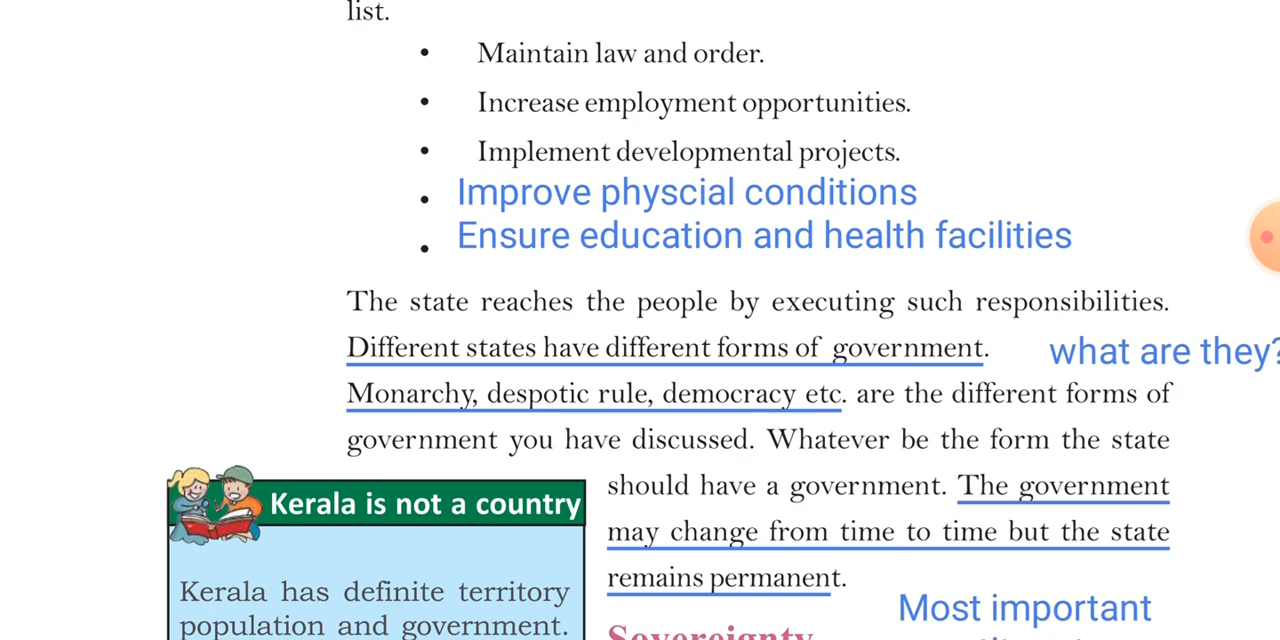 list.
• Maintain law and order.
• Increase employment opportunities.
• Implement developmental projects.
• Improve physcial conditions
• Ensure education and health facilities
The state reaches the people by executing such responsibilities.
Different states have different forms of government. what are they?
Monarchy, despotic rule, democracy etc. are the different forms of
government you have discussed. Whatever be the form the state
should have a government. The government
may change from time to time but the state
remains permanent.
Most important
Sovereignty
Kerala is not a country
Kerala has definite territory
population and government.